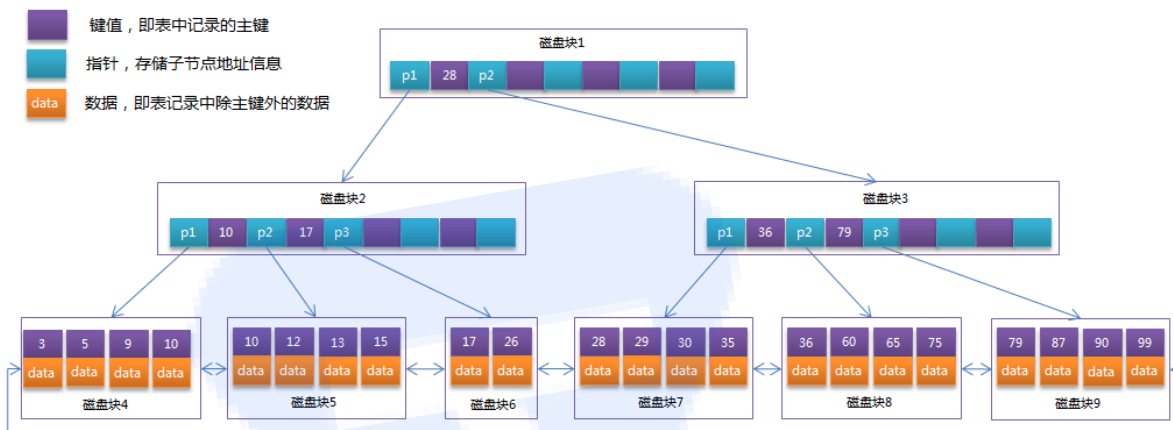 键值，即表中记录的主键
指针，存储子节点地址信息
data 数据，即表记录中除主键外的数据
磁盘块1
p1 28 p2
磁盘块2
p1 10 p2 17 p3
磁盘块3
p1 36 p2 79 p3
3 5 9 10
data data data data
磁盘块4
10 12 13 15
data data data data
磁盘块5
17 26
data data
磁盘块6
28 29 30 35
data data data data
磁盘块7
36 60 65 75
data data data data
磁盘块8
79 87 90 99
data data data data
磁盘块9